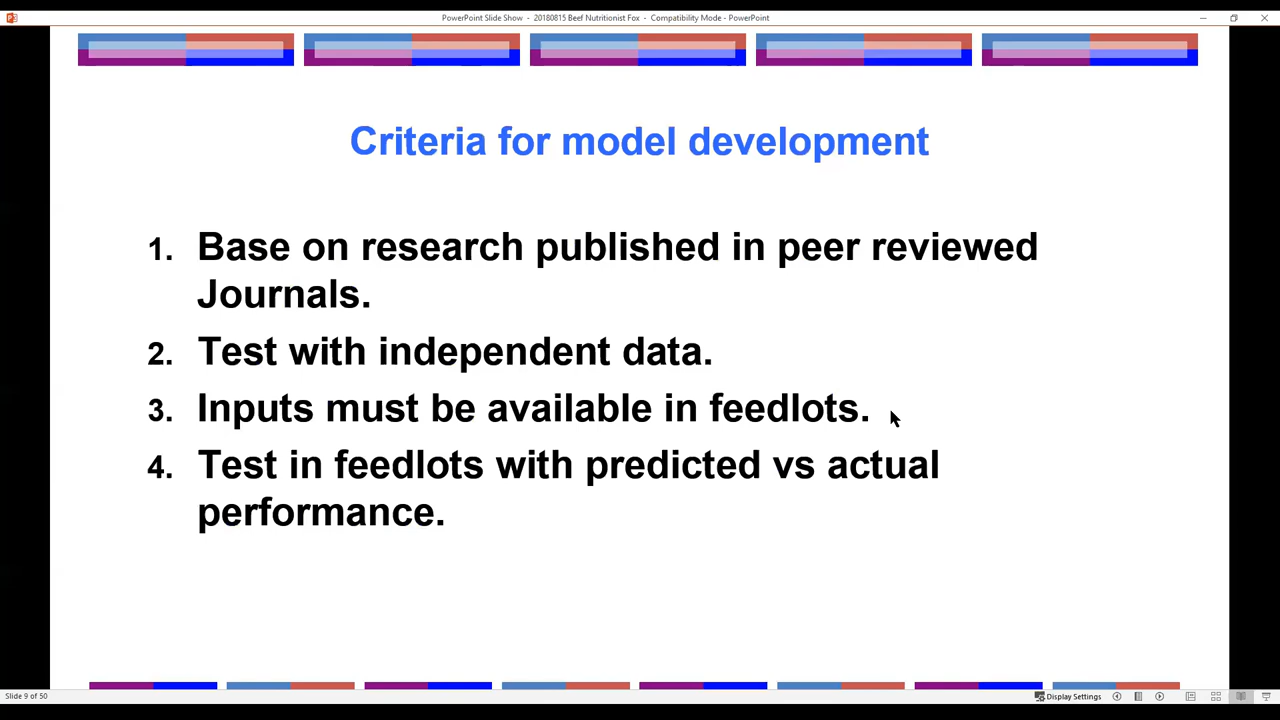 PowerPoint Slide Show - 20180815 Beef Nutritionist Fox - Compatibility Mode - PowerPoint
Criteria for model development
1. Base on research published in peer reviewed
Journals.
2. Test with independent data.
3. Inputs must be available in feedlots.
4. Test in feedlots with predicted vs actual
performance.
Slide 9 of 50
Display Settings